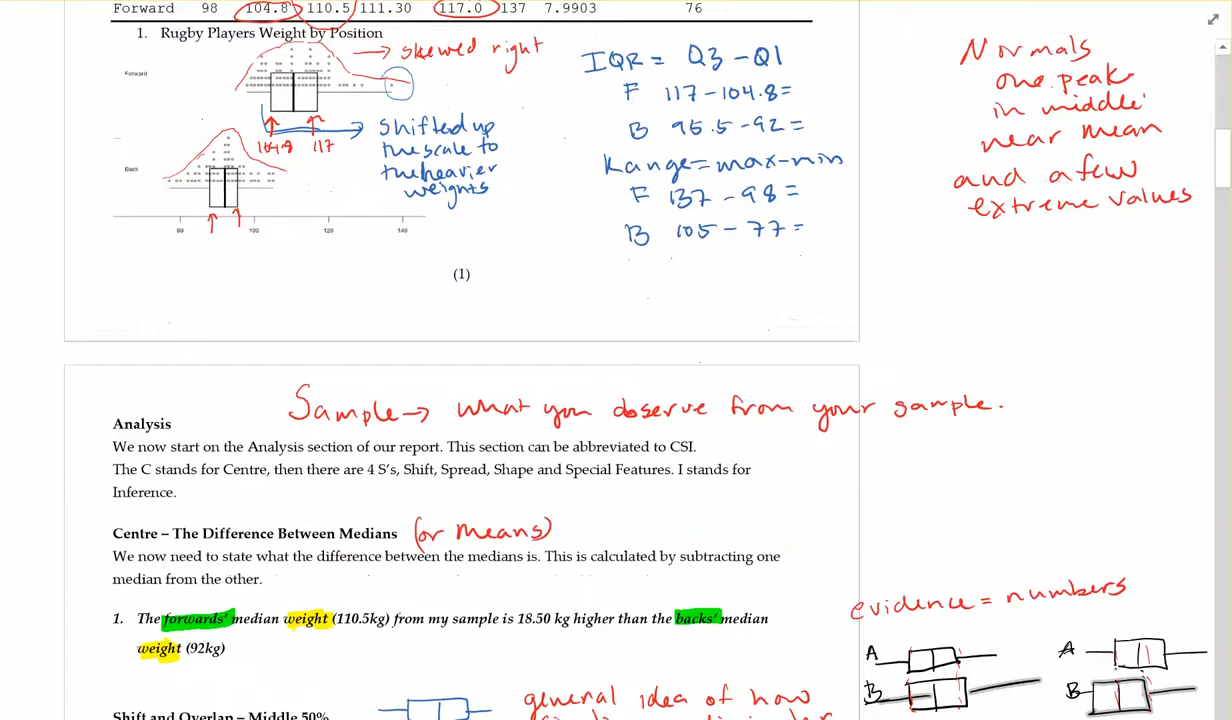 Forward 98 104.8 110.5 111.30 117.0 137 7.9903 76
1. Rugby Players Weight by Position
→ skewed right
Forward
104.8 117
shifted up
the scale to
the heavier
weights
Back
80 100 120 140
IQR = Q3 - Q1
F 117 - 104.8 =
B 95.5 - 92 =
Range = max - min
F 137 - 98 =
B 105 - 77 =
Normals
one peak
in middle
near mean
and a few
extreme values
(1)
Sample → what you observe from your sample.
Analysis
We now start on the Analysis section of our report. This section can be abbreviated to CSI.
The C stands for Centre, then there are 4 S's, Shift, Spread, Shape and Special Features. I stands for
Inference.
Centre – The Difference Between Medians (or means)
We now need to state what the difference between the medians is. This is calculated by subtracting one
median from the other.
evidence = numbers
1. The forwards' median weight (110.5kg) from my sample is 18.50 kg higher than the backs' median
weight (92kg)
A
B
A
B
general idea of how
Shift and Overlap – Middle 50%